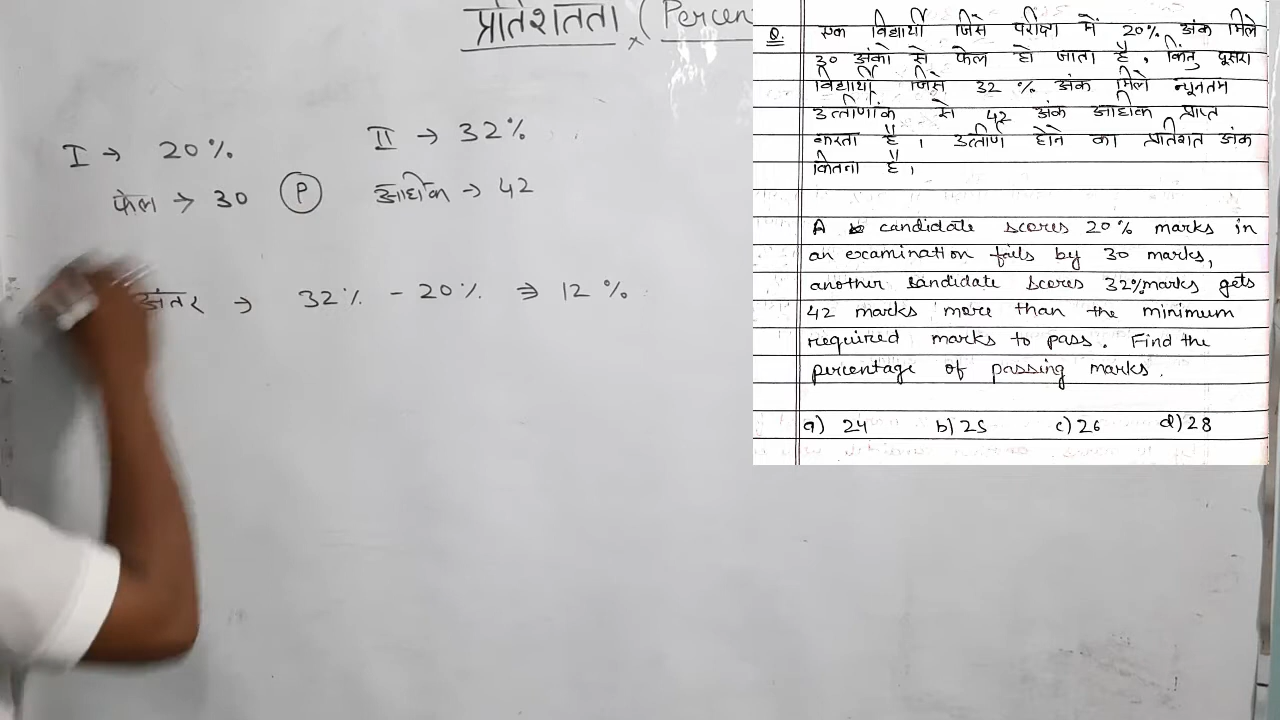 प्रतिशतता (Percen
I → 20%
II → 32%
फेल → 30
P
अधिक → 42
अंतर → 32% - 20% ⇒ 12%
Q. एक विद्यार्थी जिसे परीक्षा में 20% अंक मिले
30 अंको से फेल हो जाता है, किंतु दूसरा
विद्यार्थी जिसे 32% अंक मिले न्यूनतम
उत्तीर्णांक से 42 अंक अधिक प्राप्त
करता है। उत्तीर्ण होने का प्रतिशत अंक
कितना है।
A candidate scores 20% marks in
an examination fails by 30 marks,
another candidate scores 32% marks gets
42 marks more than the minimum
required marks to pass. Find the
percentage of passing marks.
a) 24 b) 25 c) 26 d) 28